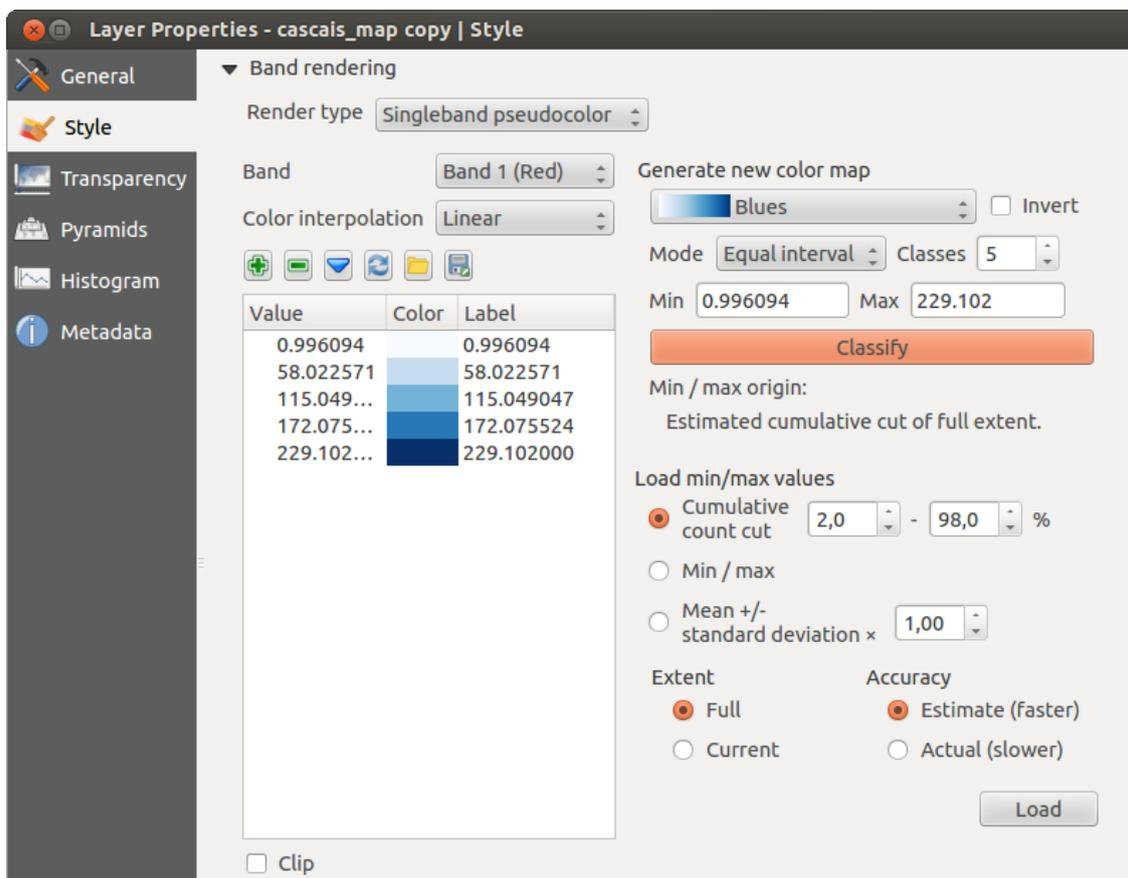 Layer Properties - cascais_map copy | Style
General
Style
Transparency
Pyramids
Histogram
Metadata
Band rendering
Render type Singleband pseudocolor
Band Band 1 (Red)
Color interpolation Linear
Value Color Label
0.996094 0.996094
58.022571 58.022571
115.049... 115.049047
172.075... 172.075524
229.102... 229.102000
Clip
Generate new color map
Blues Invert
Mode Equal interval Classes 5
Min 0.996094 Max 229.102
Classify
Min / max origin:
Estimated cumulative cut of full extent.
Load min/max values
Cumulative
count cut 2,0 - 98,0 %
Min / max
Mean +/-
standard deviation × 1,00
Extent Accuracy
Full Estimate (faster)
Current Actual (slower)
Load